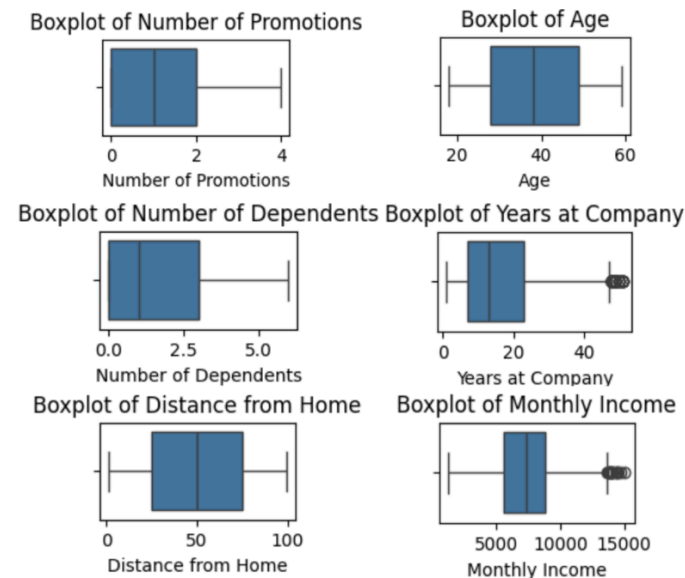 Boxplot of Number of Promotions
0 2 4
Number of Promotions
Boxplot of Age
20 40 60
Age
Boxplot of Number of Dependents
0.0 2.5 5.0
Number of Dependents
Boxplot of Years at Company
0 20 40
Years at Company
Boxplot of Distance from Home
0 50 100
Distance from Home
Boxplot of Monthly Income
5000 10000 15000
Monthly Income